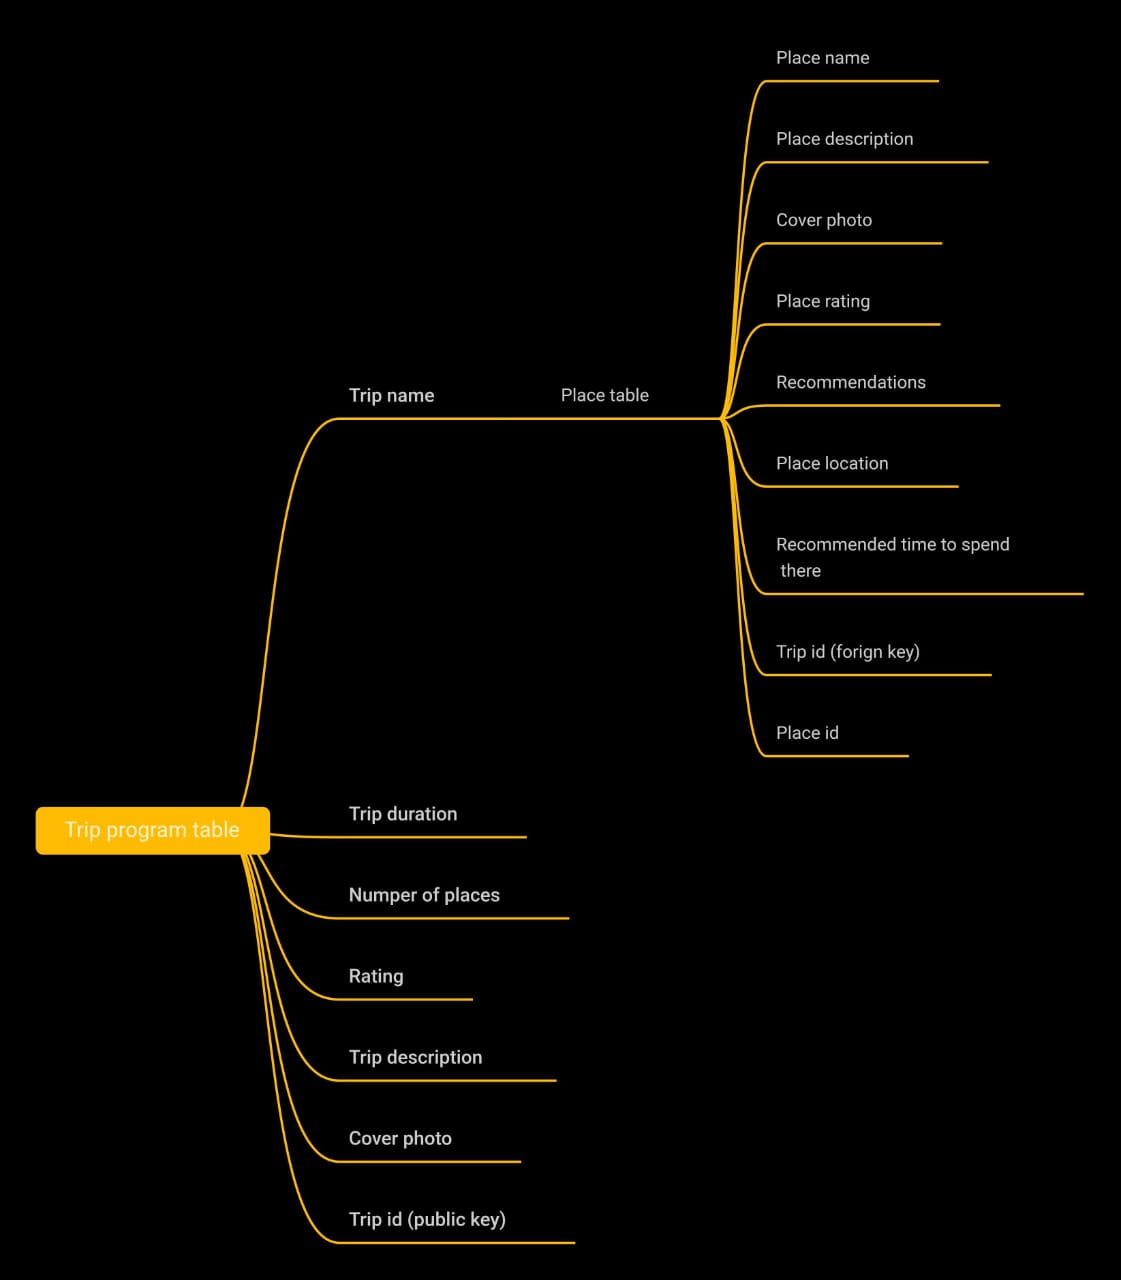 Place name
Place description
Cover photo
Place rating
Trip name
Place table
Recommendations
Place location
Recommended time to spend
there
Trip id (forign key)
Place id
Trip program table
Trip duration
Numper of places
Rating
Trip description
Cover photo
Trip id (public key)